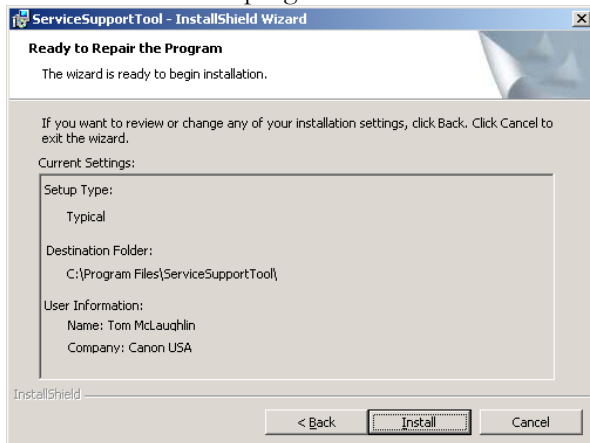 ServiceSupportTool - InstallShield Wizard
Ready to Repair the Program
The wizard is ready to begin installation.
If you want to review or change any of your installation settings, click Back. Click Cancel to
exit the wizard.
Current Settings:
Setup Type:
Typical
Destination Folder:
C:\Program Files\ServiceSupportTool\
User Information:
Name: Tom McLaughlin
Company: Canon USA
InstallShield
< Back
Install
Cancel